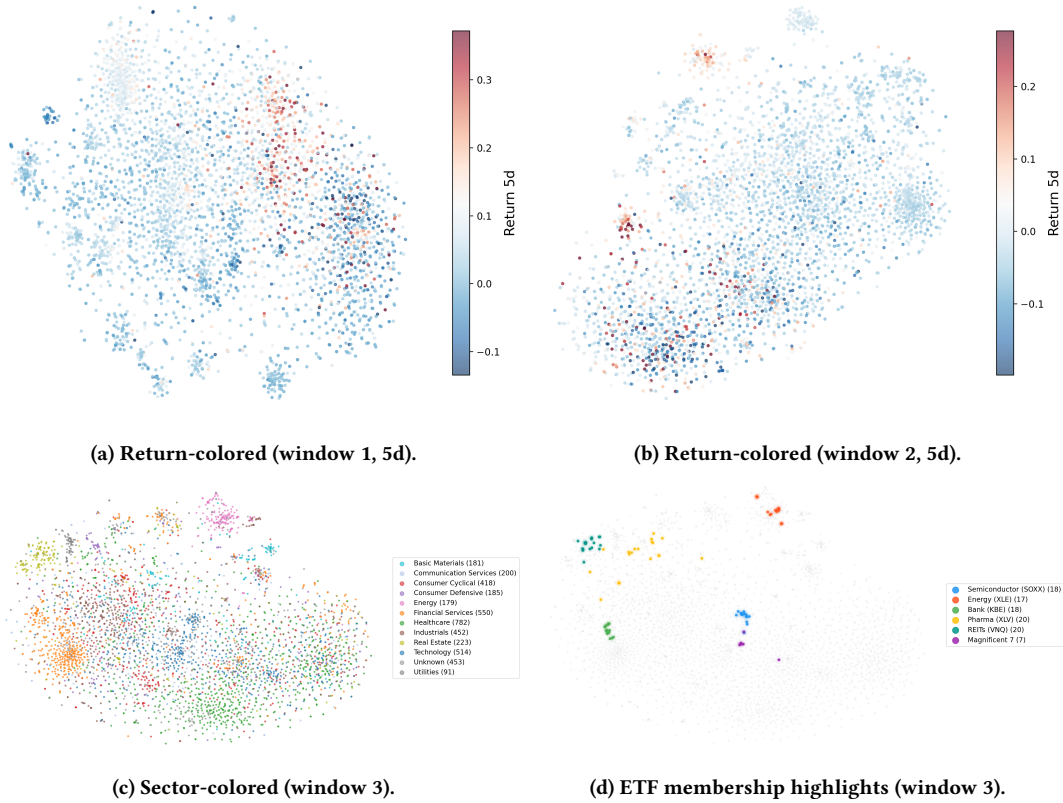 0.3
0.2
0.1
0.0
−0.1
Return 5d
0.2
0.1
0.0
−0.1
Return 5d
(a) Return-colored (window 1, 5d).
(b) Return-colored (window 2, 5d).
Basic Materials (181)
Communication Services (200)
Consumer Cyclical (418)
Consumer Defensive (185)
Energy (179)
Financial Services (550)
Healthcare (782)
Industrials (452)
Real Estate (223)
Technology (514)
Unknown (453)
Utilities (91)
Semiconductor (SOXX) (18)
Energy (XLE) (17)
Bank (KBE) (18)
Pharma (XLV) (20)
REITs (VNQ) (20)
Magnificent 7 (7)
(c) Sector-colored (window 3).
(d) ETF membership highlights (window 3).